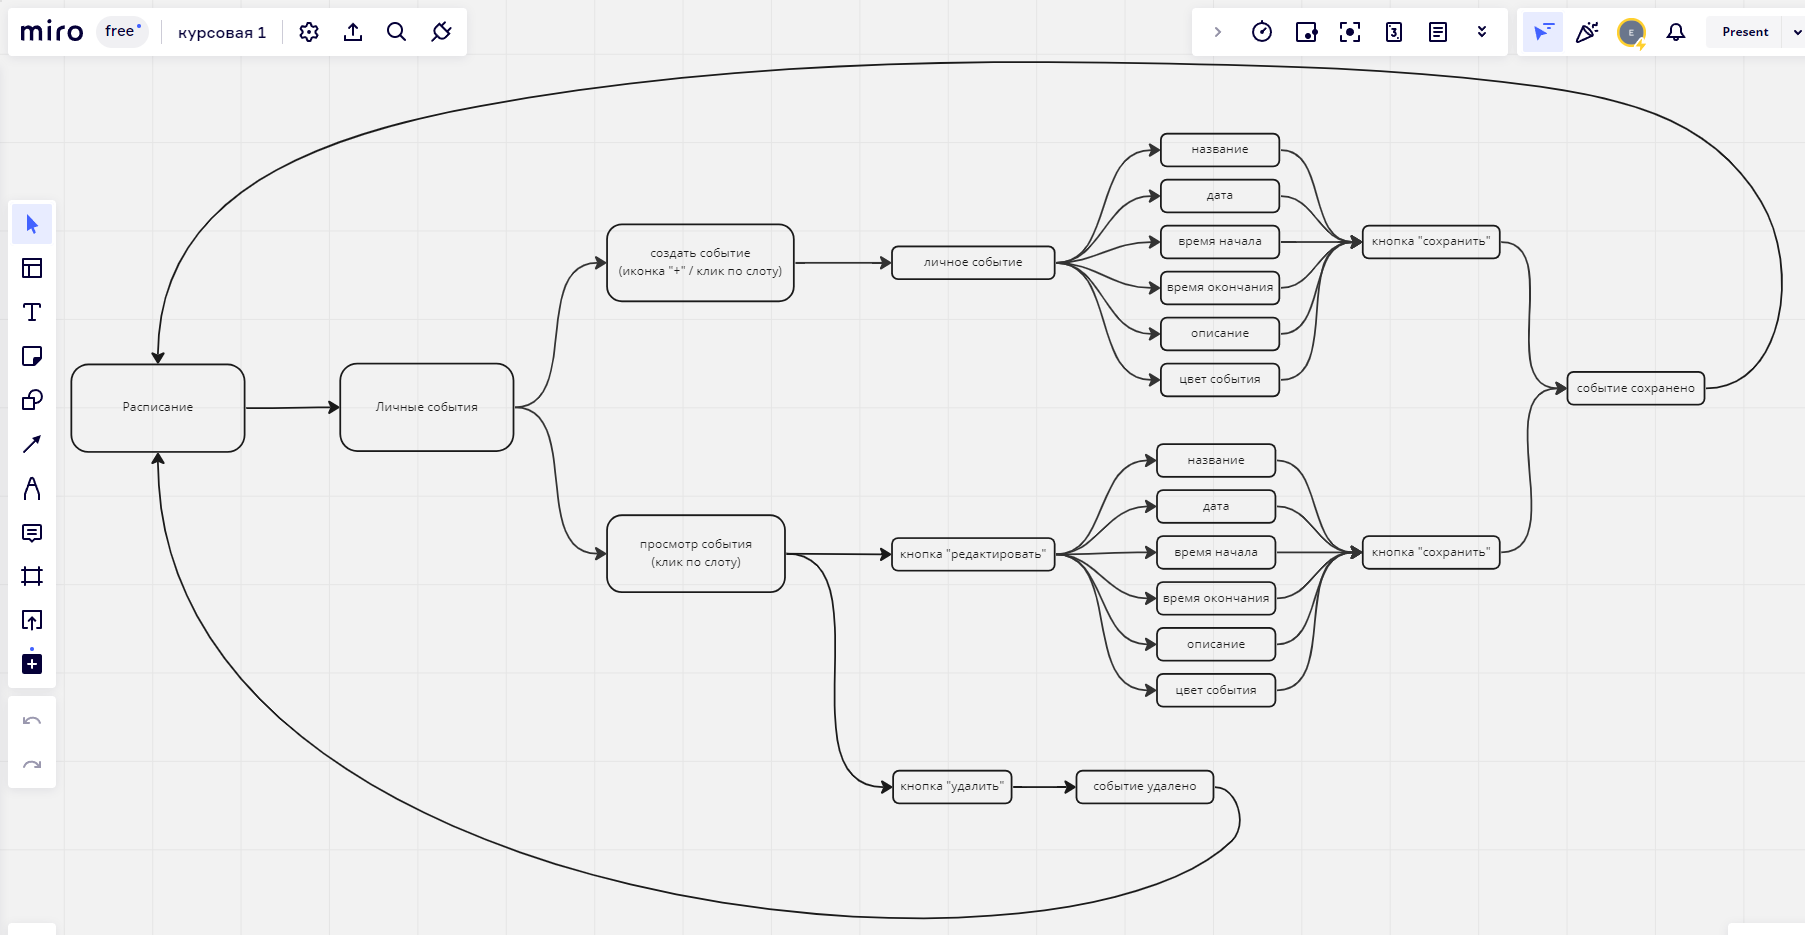 miro
free
курсовая 1
3
E
Present
название
дата
время начала
время окончания
описание
цвет события
создать событие
(иконка "+" / клик по слоту)
личное событие
кнопка "сохранить"
Расписание
Личные события
событие сохранено
просмотр события
(клик по слоту)
кнопка "редактировать"
название
дата
время начала
время окончания
описание
цвет события
кнопка "сохранить"
кнопка "удалить"
событие удалено